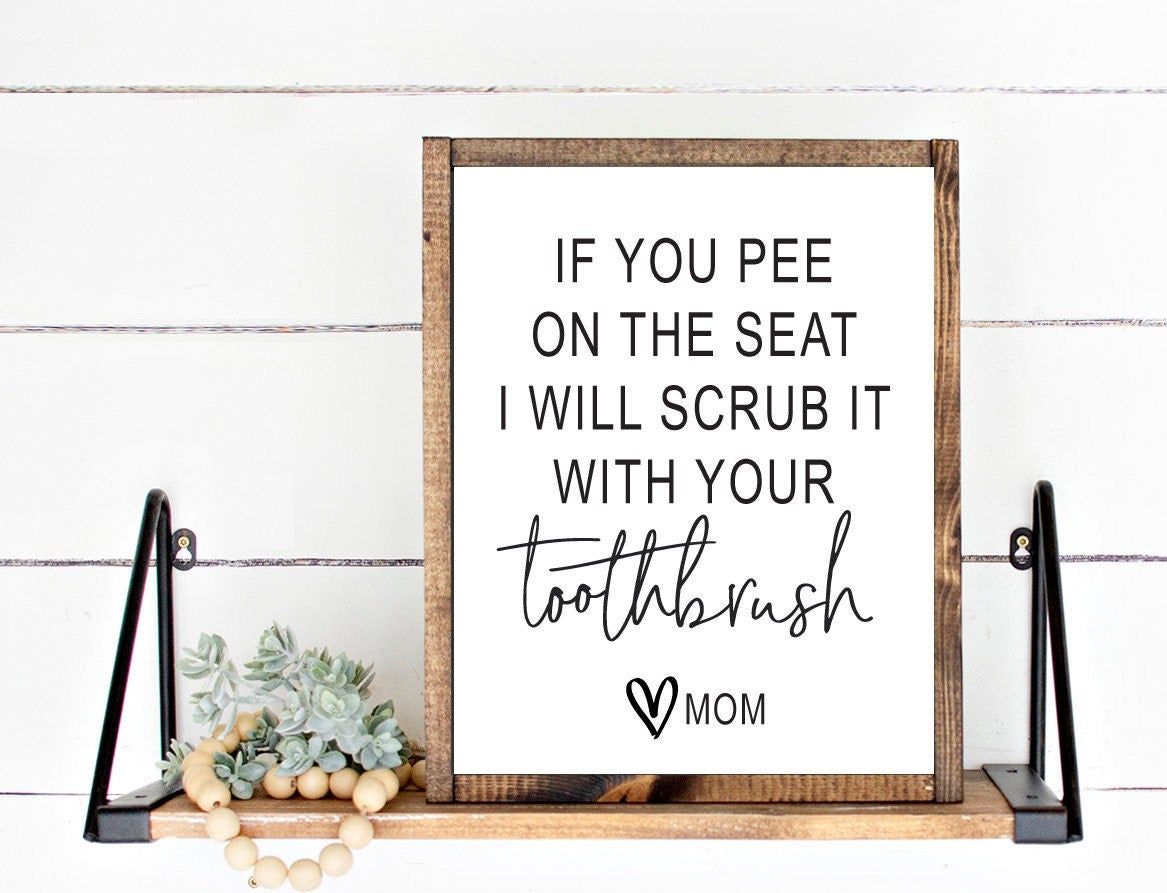 IF YOU PEE
ON THE SEAT
I WILL SCRUB IT
WITH YOUR
toothbrush
MOM